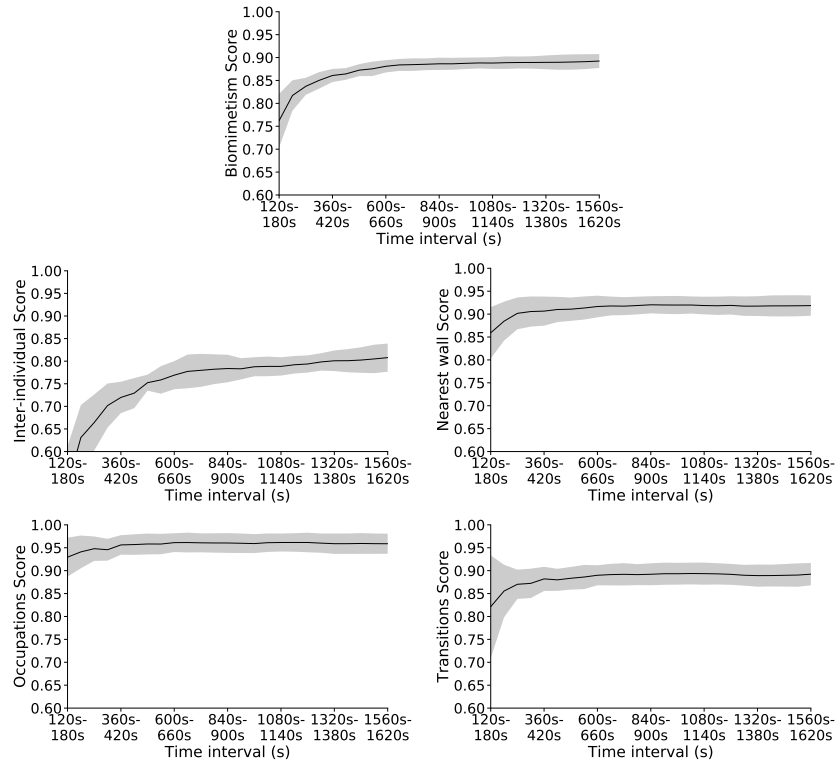 Biomimetism Score
1.00
0.95
0.90
0.85
0.80
0.75
0.70
0.65
0.60
120s- 360s- 600s- 840s- 1080s- 1320s- 1560s-
180s 420s 660s 900s 1140s 1380s 1620s
Time interval (s)
Inter-individual Score
1.00
0.95
0.90
0.85
0.80
0.75
0.70
0.65
0.60
120s- 360s- 600s- 840s- 1080s- 1320s- 1560s-
180s 420s 660s 900s 1140s 1380s 1620s
Time interval (s)
Nearest wall Score
1.00
0.95
0.90
0.85
0.80
0.75
0.70
0.65
0.60
120s- 360s- 600s- 840s- 1080s- 1320s- 1560s-
180s 420s 660s 900s 1140s 1380s 1620s
Time interval (s)
Occupations Score
1.00
0.95
0.90
0.85
0.80
0.75
0.70
0.65
0.60
120s- 360s- 600s- 840s- 1080s- 1320s- 1560s-
180s 420s 660s 900s 1140s 1380s 1620s
Time interval (s)
Transitions Score
1.00
0.95
0.90
0.85
0.80
0.75
0.70
0.65
0.60
120s- 360s- 600s- 840s- 1080s- 1320s- 1560s-
180s 420s 660s 900s 1140s 1380s 1620s
Time interval (s)